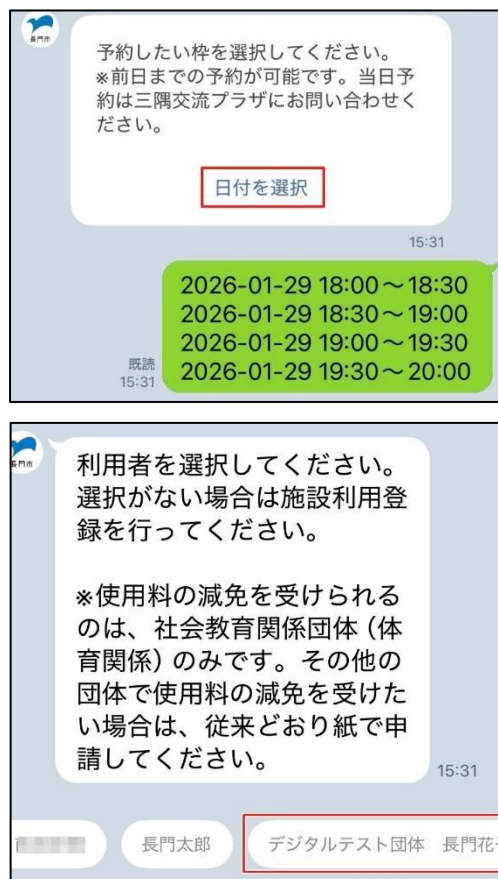 長門市
予約したい枠を選択してください。
※前日までの予約が可能です。当日予
約は三隅交流プラザにお問い合わせく
ださい。
日付を選択
15:31
2026-01-29 18:00～18:30
2026-01-29 18:30～19:00
2026-01-29 19:00～19:30
2026-01-29 19:30～20:00
既読
15:31
長門市
利用者を選択してください。
選択がない場合は施設利用登
録を行ってください。
※使用料の減免を受けられる
のは、社会教育関係団体（体
育関係）のみです。その他の
団体で使用料の減免を受けた
い場合は、従来どおり紙で申
請してください。
15:31
長門太郎
デジタルテスト団体　長門花